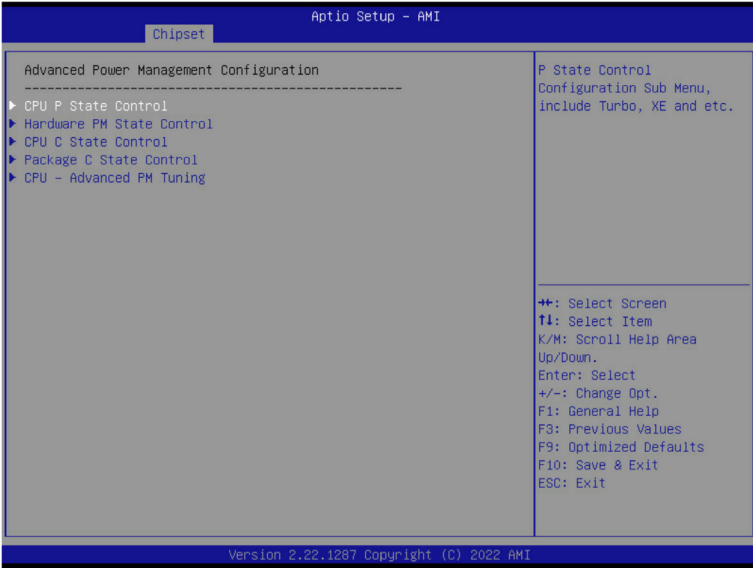 Aptio Setup – AMI
Chipset
Advanced Power Management Configuration
--------------------------------------------------
▶ CPU P State Control
▶ Hardware PM State Control
▶ CPU C State Control
▶ Package C State Control
▶ CPU – Advanced PM Tuning
P State Control
Configuration Sub Menu,
include Turbo, XE and etc.
→←: Select Screen
↑↓: Select Item
K/M: Scroll Help Area
Up/Down.
Enter: Select
+/-: Change Opt.
F1: General Help
F3: Previous Values
F9: Optimized Defaults
F10: Save & Exit
ESC: Exit
Version 2.22.1287 Copyright (C) 2022 AMI